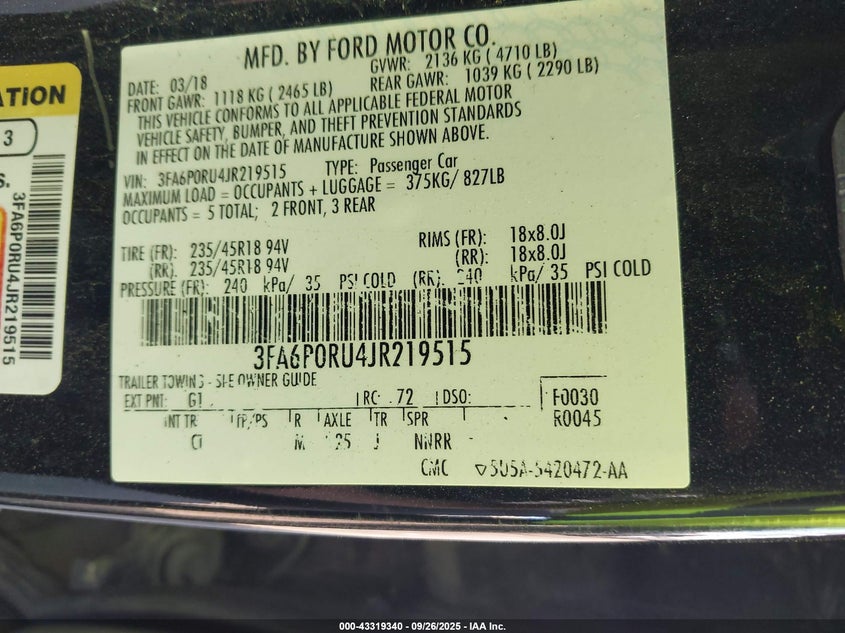 ATION
3
S.
3FA6P0RU4JR219515
MFD. BY FORD MOTOR CO.
DATE: 03/18
GVWR: 2136 KG ( 4710 LB)
FRONT GAWR: 1118 KG ( 2465 LB)
REAR GAWR: 1039 KG ( 2290 LB)
THIS VEHICLE CONFORMS TO ALL APPLICABLE FEDERAL MOTOR
VEHICLE SAFETY, BUMPER, AND THEFT PREVENTION STANDARDS
IN EFFECT ON THE DATE OF MANUFACTURE SHOWN ABOVE.
VIN: 3FA6P0RU4JR219515 TYPE: Passenger Car
MAXIMUM LOAD = OCCUPANTS + LUGGAGE = 375KG/ 827LB
OCCUPANTS = 5 TOTAL; 2 FRONT, 3 REAR
TIRE (FR): 235/45R18 94V RIMS (FR): 18x8.0J
(RR): 235/45R18 94V (RR): 18x8.0J
PRESSURE (FR): 240 kPa/ 35 PSI COLD (RR): 240 kPa/ 35 PSI COLD
3FA6P0RU4JR219515
TRAILER TOWING - SEE OWNER GUIDE
EXT PNT: RC: 72 DSO: F0030
INT TR TP/PS R AXLE TR SPR R0045
M J NNRR
CMC 5U5A-5420472-AA
000-43319340 - 09/26/2025 - IAA Inc.